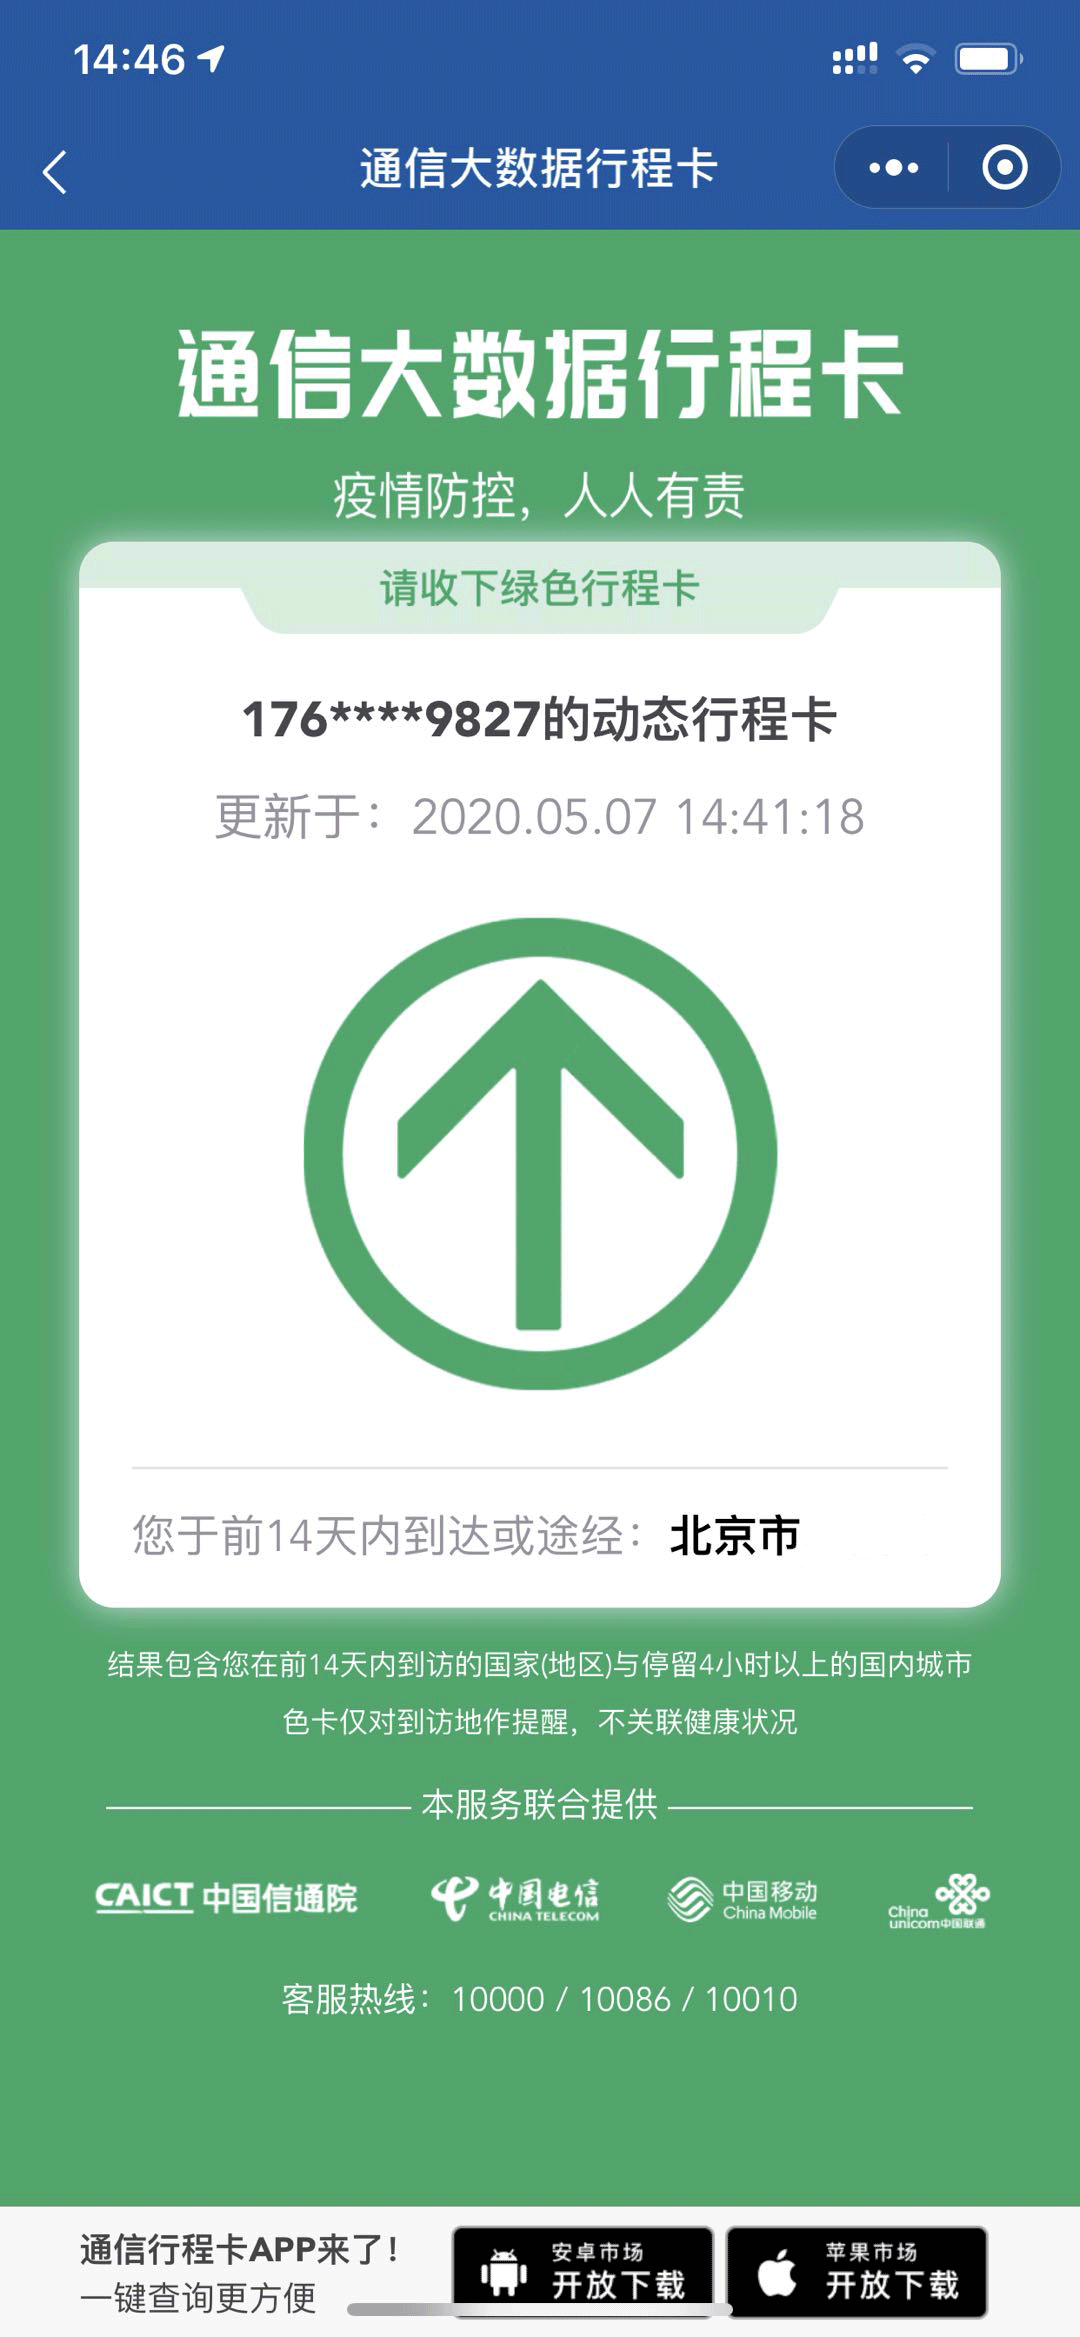 14:46
通信大数据行程卡
通信大数据行程卡
疫情防控，人人有责
请收下绿色行程卡
176****9827的动态行程卡
更新于：2020.05.07 14:41:18
您于前14天内到达或途经：北京市
结果包含您在前14天内到访的国家(地区)与停留4小时以上的国内城市
色卡仅对到访地作提醒，不关联健康状况
本服务联合提供
CAICT 中国信通院
中国电信
CHINA TELECOM
中国移动
China Mobile
China
unicom中国联通
客服热线：10000 / 10086 / 10010
通信行程卡APP来了！
一键查询更方便
安卓市场
开放下载
苹果市场
开放下载